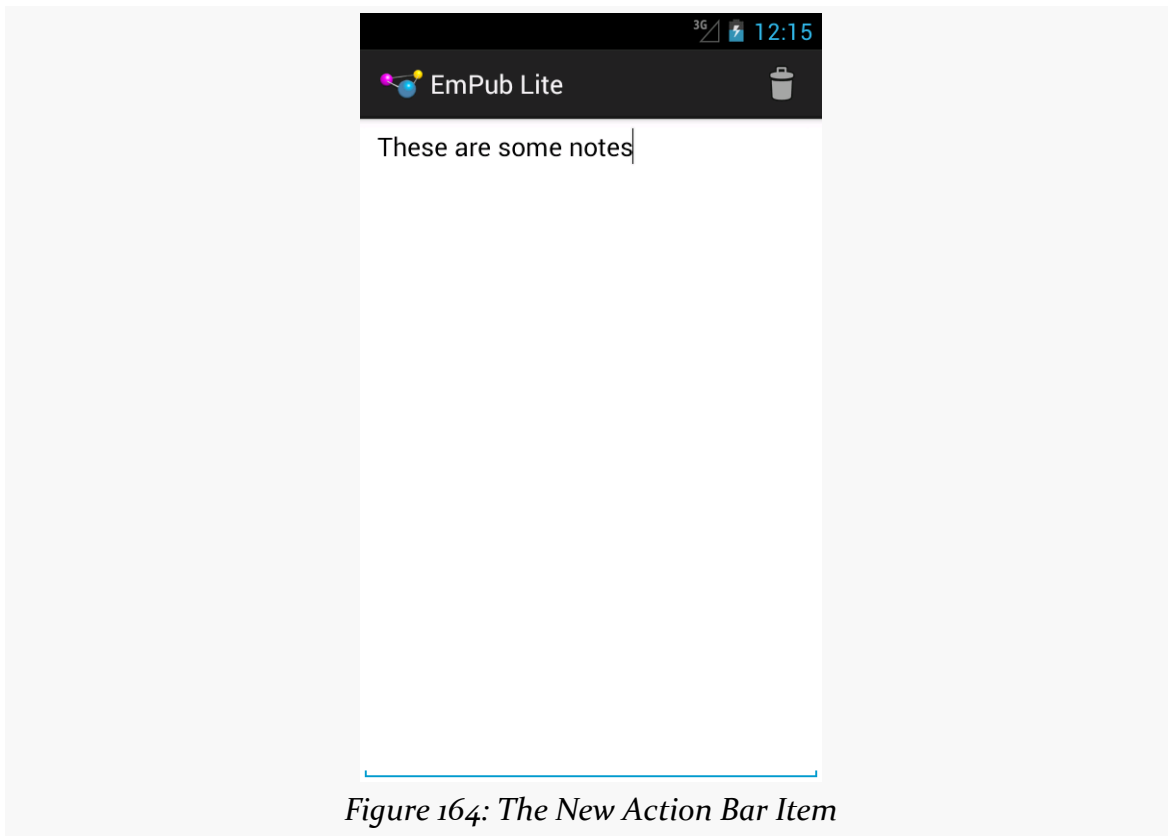 3G 12:15
EmPub Lite
These are some notes
Figure 164: The New Action Bar Item